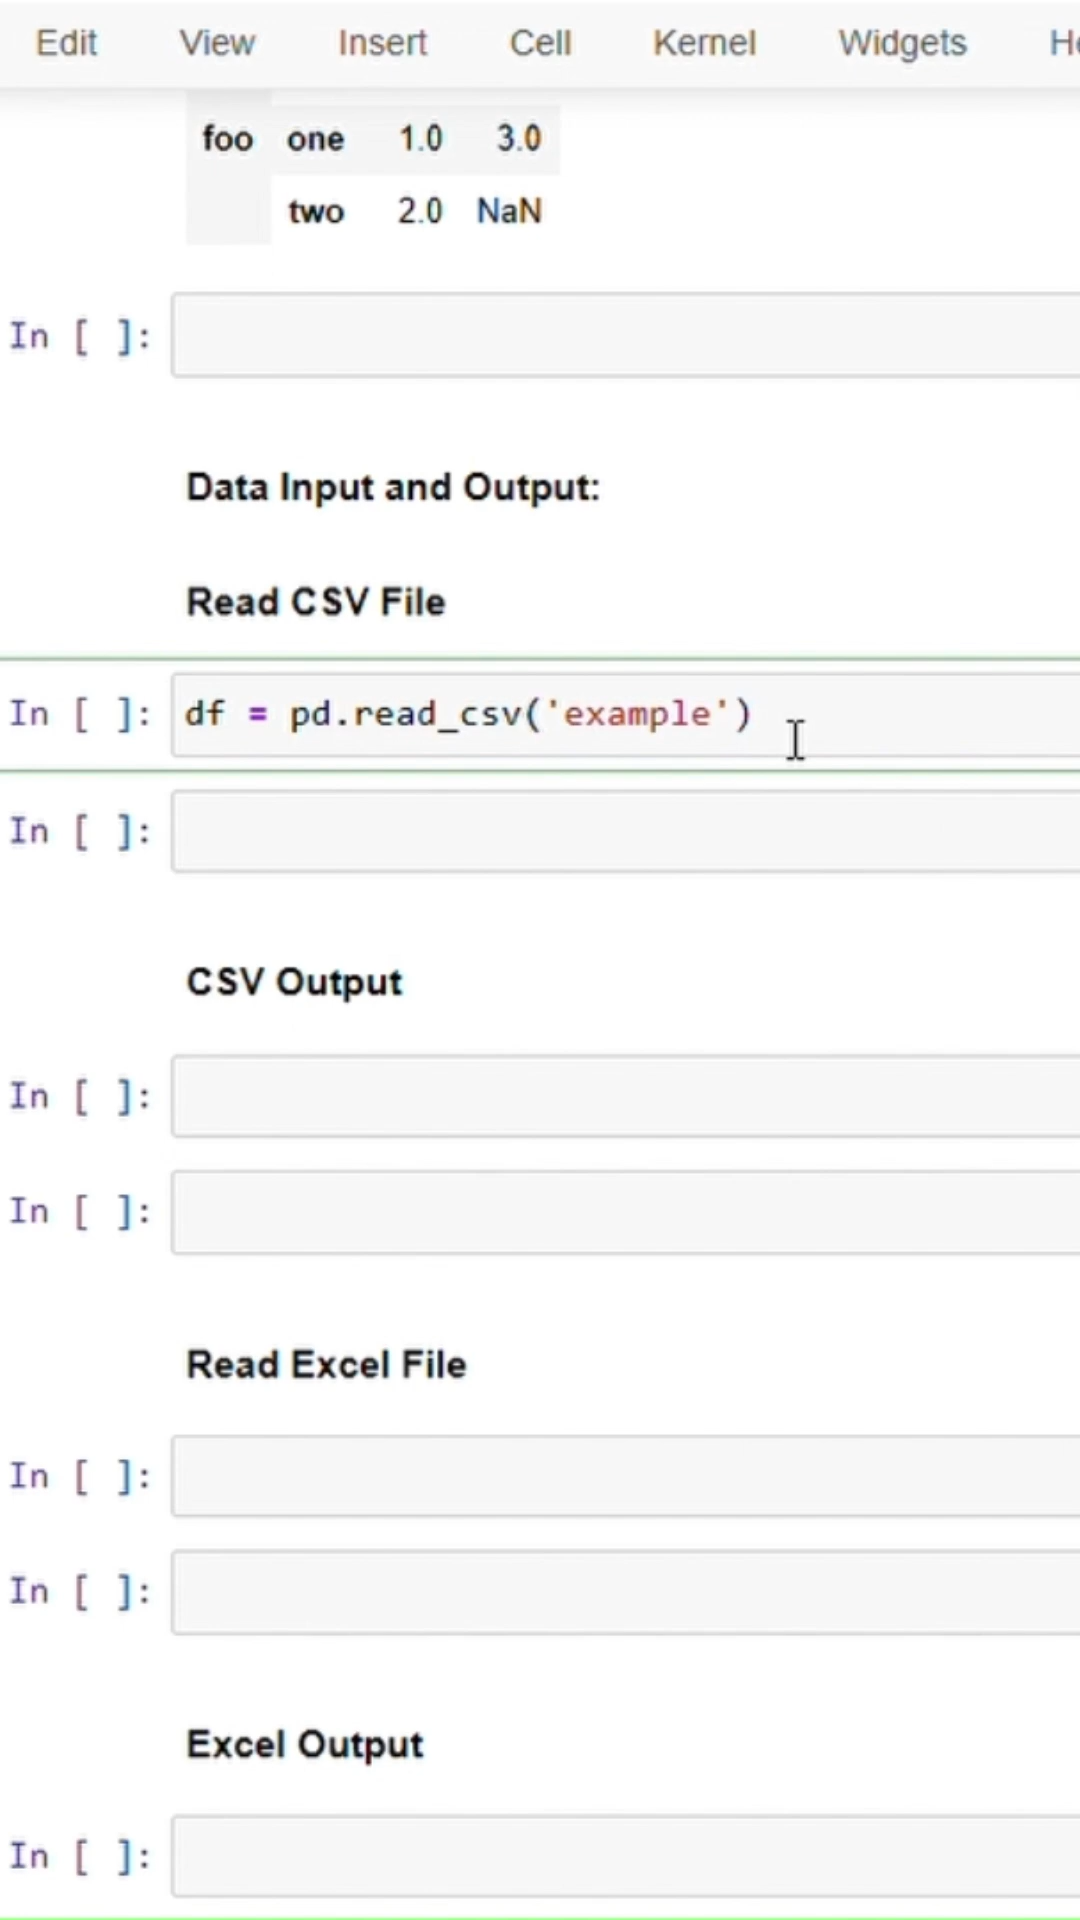 Edit View Insert Cell Kernel Widgets
foo one 1.0 3.0
two 2.0 NaN
In [ ]:
Data Input and Output:
Read CSV File
In [ ]: df = pd.read_csv('example')
In [ ]:
CSV Output
In [ ]:
In [ ]:
Read Excel File
In [ ]:
In [ ]:
Excel Output
In [ ]: